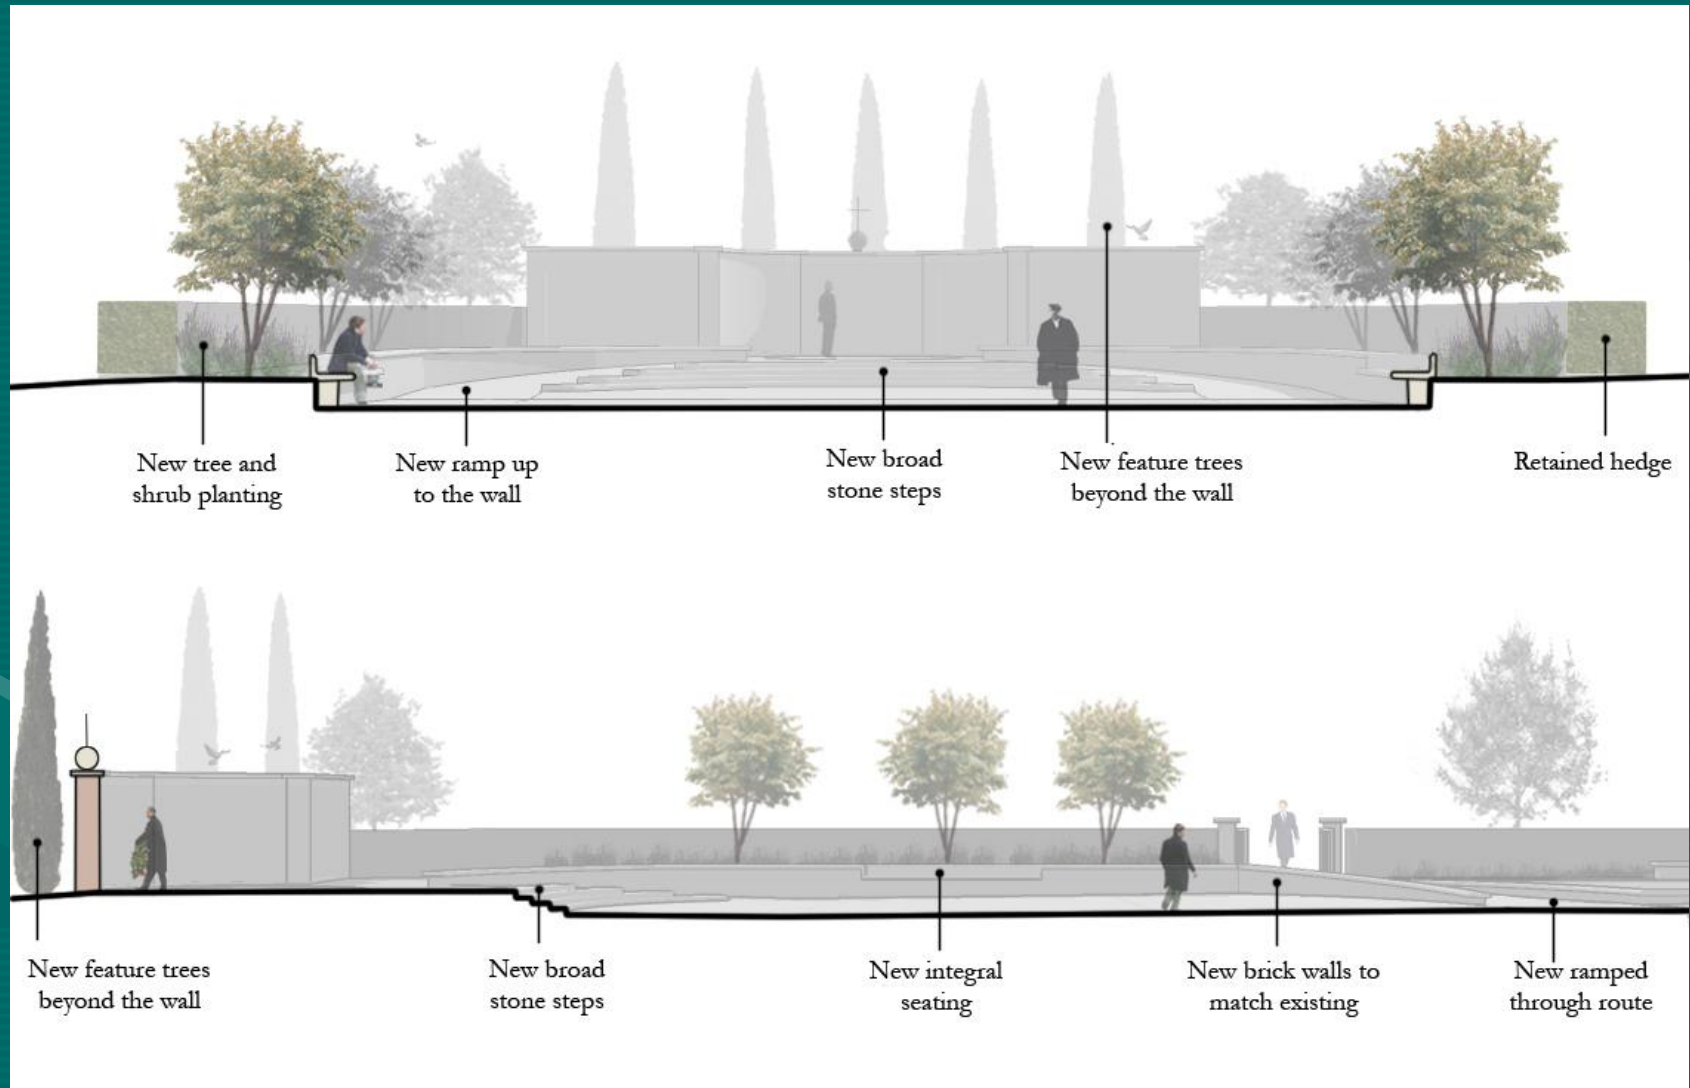 New tree and
shrub planting
New ramp up
to the wall
New broad
stone steps
New feature trees
beyond the wall
Retained hedge
New feature trees
beyond the wall
New broad
stone steps
New integral
seating
New brick walls to
match existing
New ramped
through route